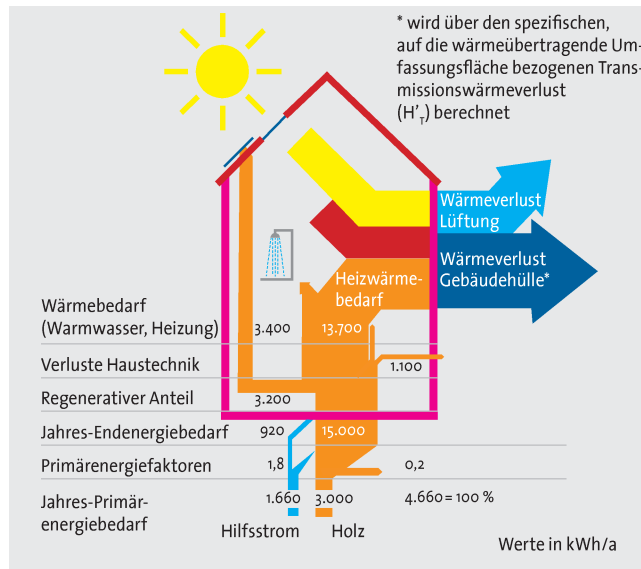 * wird über den spezifischen,
auf die wärmeübertragende Um-
fassungsfläche bezogenen Trans-
missionswärmeverlust
(H'T) berechnet
Wärmeverlust
Lüftung
Wärmeverlust
Gebäudehülle*
Heizwärme-
bedarf
Wärmebedarf
(Warmwasser, Heizung) 3.400 13.700
Verluste Haustechnik 1.100
Regenerativer Anteil 3.200
Jahres-Endenergiebedarf 920 15.000
Primärenergiefaktoren 1,8 0,2
Jahres-Primär-
energiebedarf
1.660 3.000 4.660 = 100 %
Hilfsstrom Holz
Werte in kWh/a